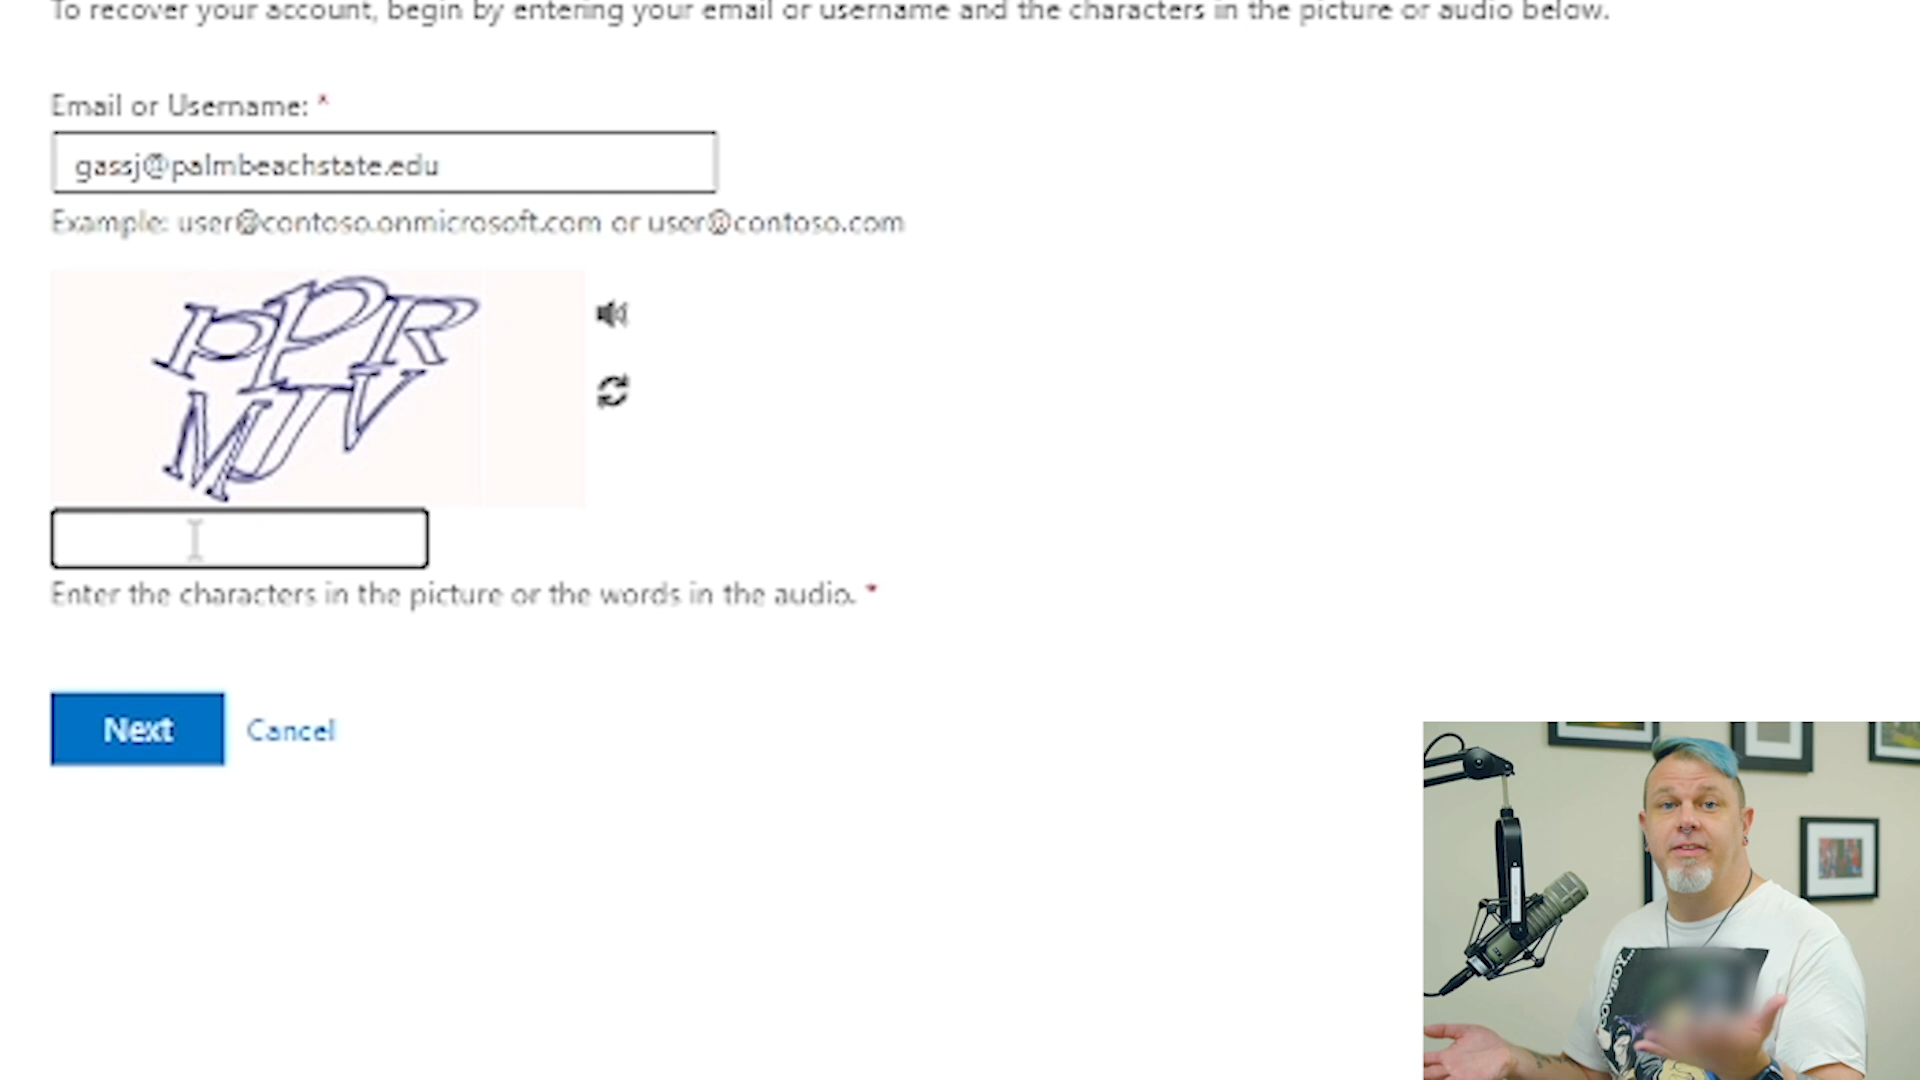 To recover your account, begin by entering your email or username and the characters in the picture or audio below.
Email or Username: *
gassj@palmbeachstate.edu
Example: user@contoso.onmicrosoft.com or user@contoso.com
PPR
MJV
Enter the characters in the picture or the words in the audio. *
Next
Cancel